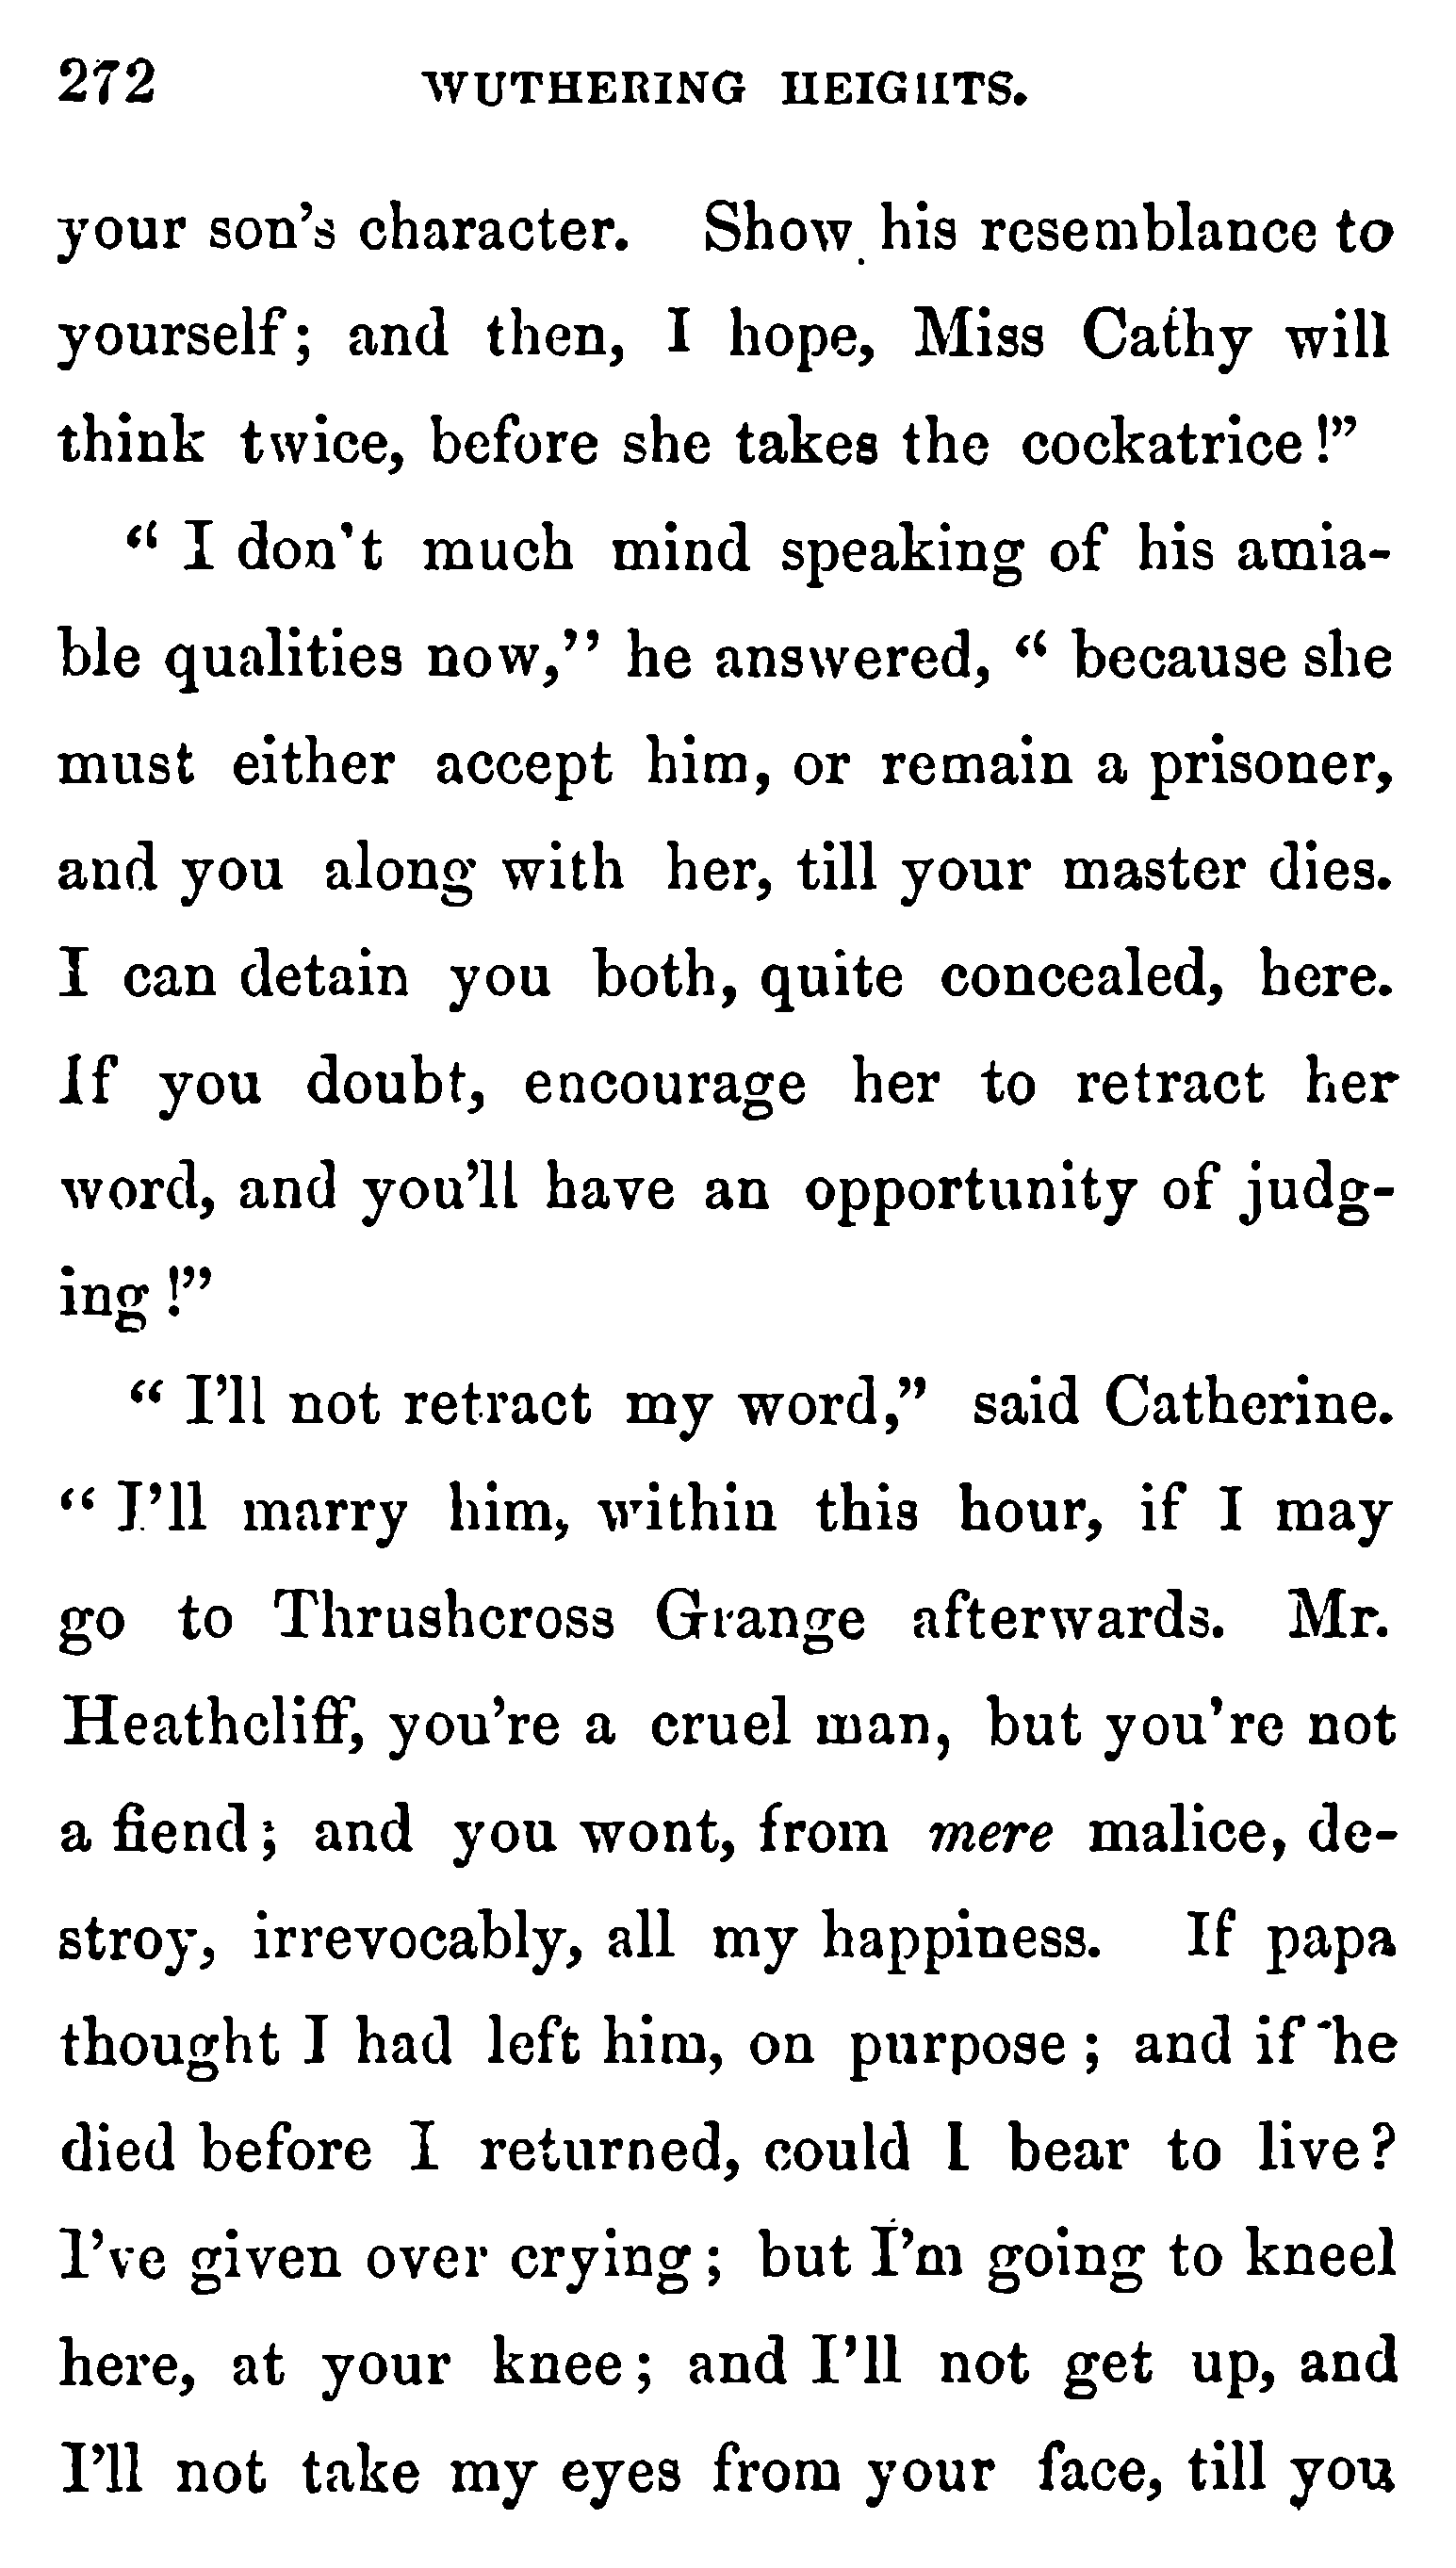 272 WUTHERING HEIGHTS.
your son's character. Show his resemblance to
yourself; and then, I hope, Miss Cathy will
think twice, before she takes the cockatrice!"
" I don't much mind speaking of his amia-
ble qualities now," he answered, " because she
must either accept him, or remain a prisoner,
and you along with her, till your master dies.
I can detain you both, quite concealed, here.
If you doubt, encourage her to retract her
word, and you'll have an opportunity of judg-
ing!"
" I'll not retract my word," said Catherine.
" I'll marry him, within this hour, if I may
go to Thrushcross Grange afterwards. Mr.
Heathcliff, you're a cruel man, but you're not
a fiend; and you wont, from mere malice, de-
stroy, irrevocably, all my happiness. If papa
thought I had left him, on purpose; and if he
died before I returned, could I bear to live?
I've given over crying; but I'm going to kneel
here, at your knee; and I'll not get up, and
I'll not take my eyes from your face, till you